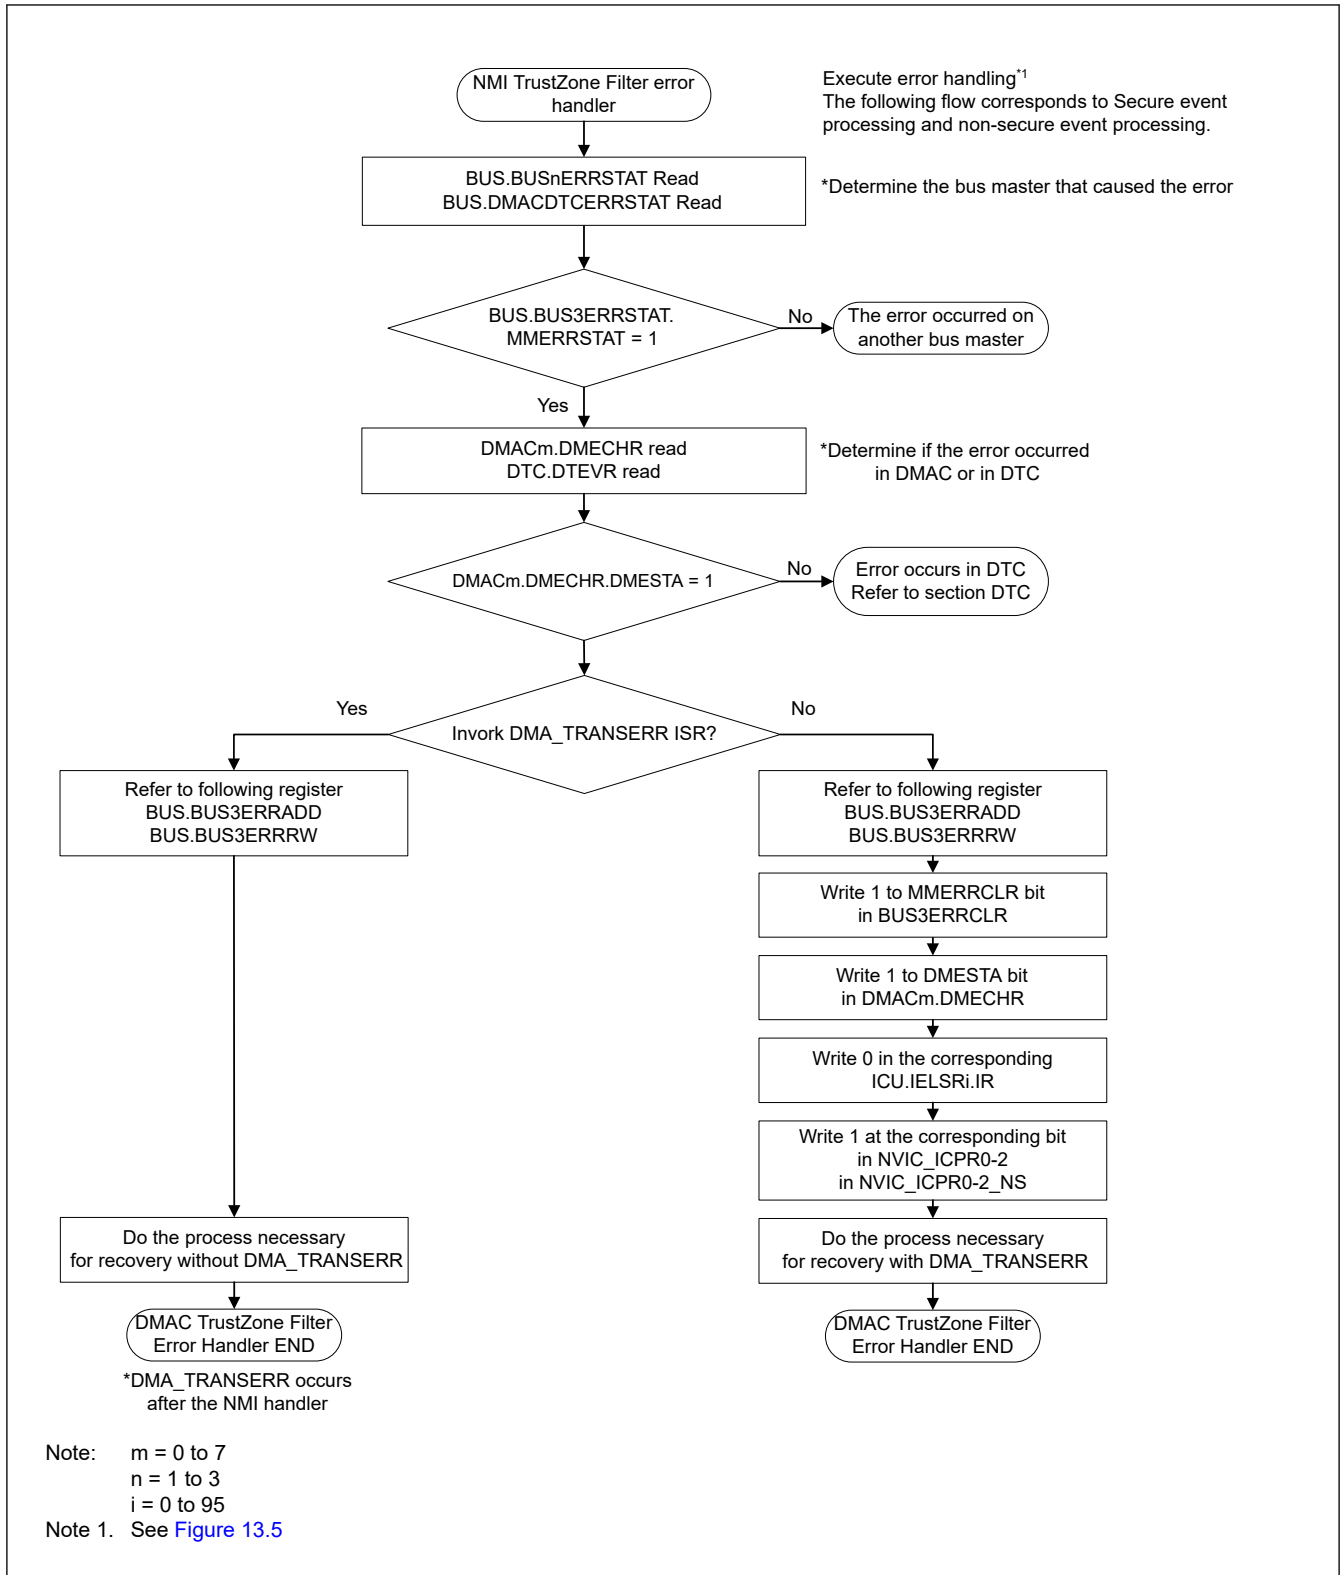 NMI TrustZone Filter error
handler
Execute error handling*1
The following flow corresponds to Secure event
processing and non-secure event processing.
BUS.BUSnERRSTAT Read
BUS.DMACDTCERRSTAT Read
*Determine the bus master that caused the error
BUS.BUS3ERRSTAT.
MMERRSTAT = 1
No
The error occurred on
another bus master
Yes
DMACm.DMECHR read
DTC.DTEVR read
*Determine if the error occurred
in DMAC or in DTC
DMACm.DMECHR.DMESTA = 1
No
Error occurs in DTC
Refer to section DTC
Yes
Invork DMA_TRANSERR ISR?
No
Refer to following register
BUS.BUS3ERRADD
BUS.BUS3ERRRW
Refer to following register
BUS.BUS3ERRADD
BUS.BUS3ERRRW
Write 1 to MMERRCLR bit
in BUS3ERRCLR
Write 1 to DMESTA bit
in DMACm.DMECHR
Write 0 in the corresponding
ICU.IELSRi.IR
Write 1 at the corresponding bit
in NVIC_ICPR0-2
in NVIC_ICPR0-2_NS
Do the process necessary
for recovery without DMA_TRANSERR
Do the process necessary
for recovery with DMA_TRANSERR
DMAC TrustZone Filter
Error Handler END
DMAC TrustZone Filter
Error Handler END
*DMA_TRANSERR occurs
after the NMI handler
Note: m = 0 to 7
n = 1 to 3
i = 0 to 95
Note 1. See Figure 13.5